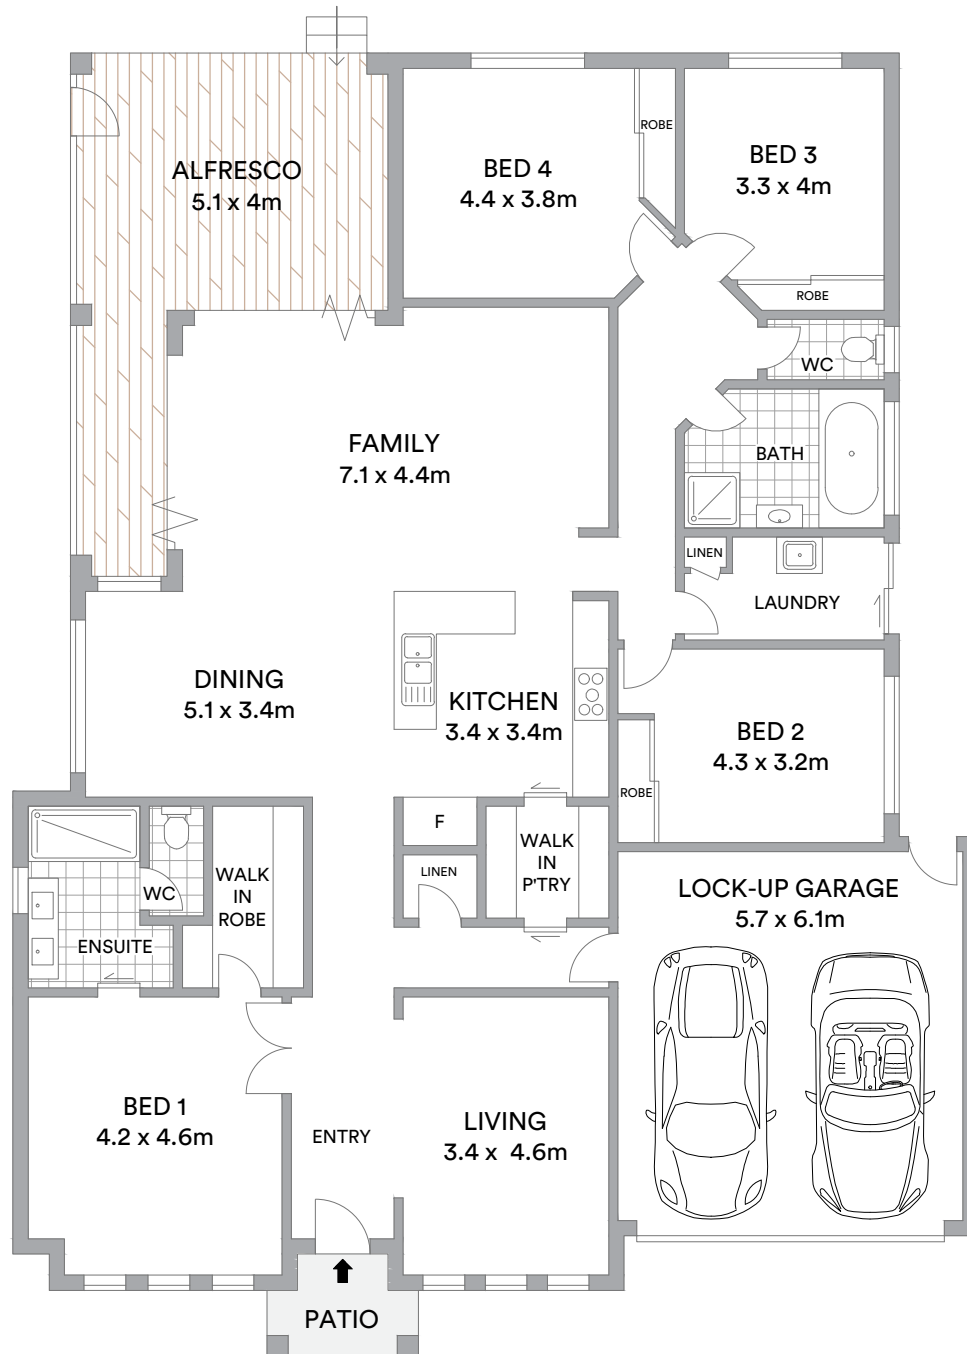 ALFRESCO
5.1 x 4m
BED 4
4.4 x 3.8m
ROBE
BED 3
3.3 x 4m
ROBE
WC
FAMILY
7.1 x 4.4m
BATH
LINEN
LAUNDRY
DINING
5.1 x 3.4m
KITCHEN
3.4 x 3.4m
BED 2
4.3 x 3.2m
ROBE
F
WALK
IN
P'TRY
LINEN
WC
WALK
IN
ROBE
ENSUITE
LOCK-UP GARAGE
5.7 x 6.1m
BED 1
4.2 x 4.6m
ENTRY
LIVING
3.4 x 4.6m
PATIO